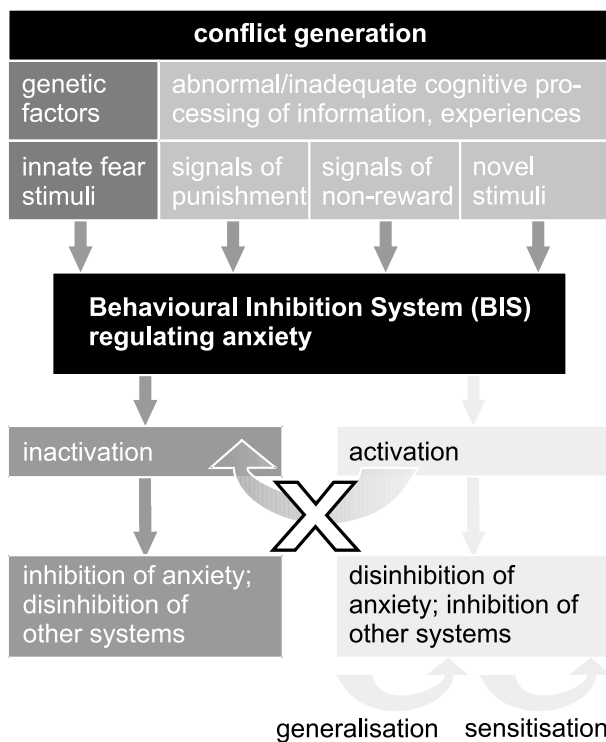 conflict generation
genetic
factors
abnormal/inadequate cognitive pro-
cessing of information, experiences
innate fear
stimuli
signals of
punishment
signals of
non-reward
novel
stimuli
Behavioural Inhibition System (BIS)
regulating anxiety
inactivation
activation
X
inhibition of anxiety;
disinhibition of
other systems
disinhibition of
anxiety; inhibition of
other systems
generalisation
sensitisation